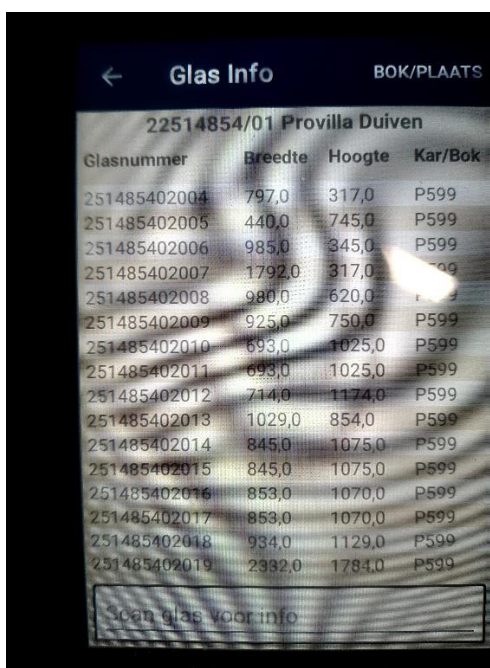 ← Glas Info BOK/PLAATS
22514854/01 Provilla Duiven
Glasnummer Breedte Hoogte Kar/Bok
251485402004 797,0 317,0 P599
251485402005 440,0 745,0 P599
251485402006 985,0 345,0 P599
251485402007 1792,0 317,0
251485402008 980,0 620,0
251485402009 925,0 750,0 P599
251485402010 693,0 1025,0 P599
251485402011 693,0 1025,0 P599
251485402012 714,0 1174,0 P599
251485402013 1029,0 854,0 P599
251485402014 845,0 1075,0 P599
251485402015 845,0 1075,0 P599
251485402016 853,0 1070,0 P599
251485402017 853,0 1070,0 P599
251485402018 934,0 1129,0 P599
251485402019 2332,0 1784,0 P599
Scan glas voor info